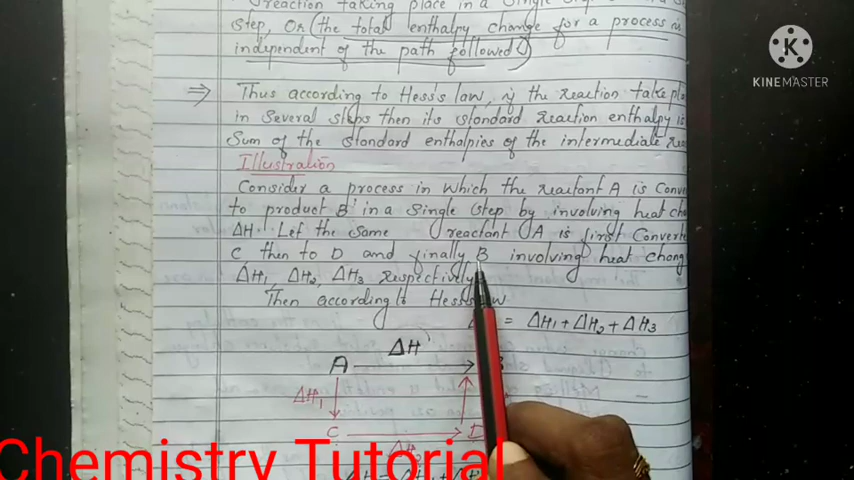 reaction taking place in a single
step, Or (the total enthalpy change for a process is
independent of the path followed.)
⇒ Thus according to Hess's law, if the reaction take
in Several steps then its standard reaction enthalpy is
Sum of the standard enthalpies of the intermediate
Illustration
Consider a process in which the reactant A is
to product 'B' in a single step by involving heat
ΔH. Let the same reactant A is first
C then to D and finally B involving heat
ΔH1, ΔH2, ΔH3 respectively
Then according to Hess's law
= ΔH1 + ΔH2 + ΔH3
ΔH
A
ΔH1
C D
ΔH2
Chemistry Tutorial
K
KINEMASTER